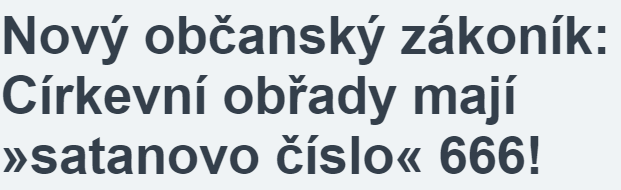 Nový občanský zákoník:
Církevní obřady mají
»satanovo číslo« 666!